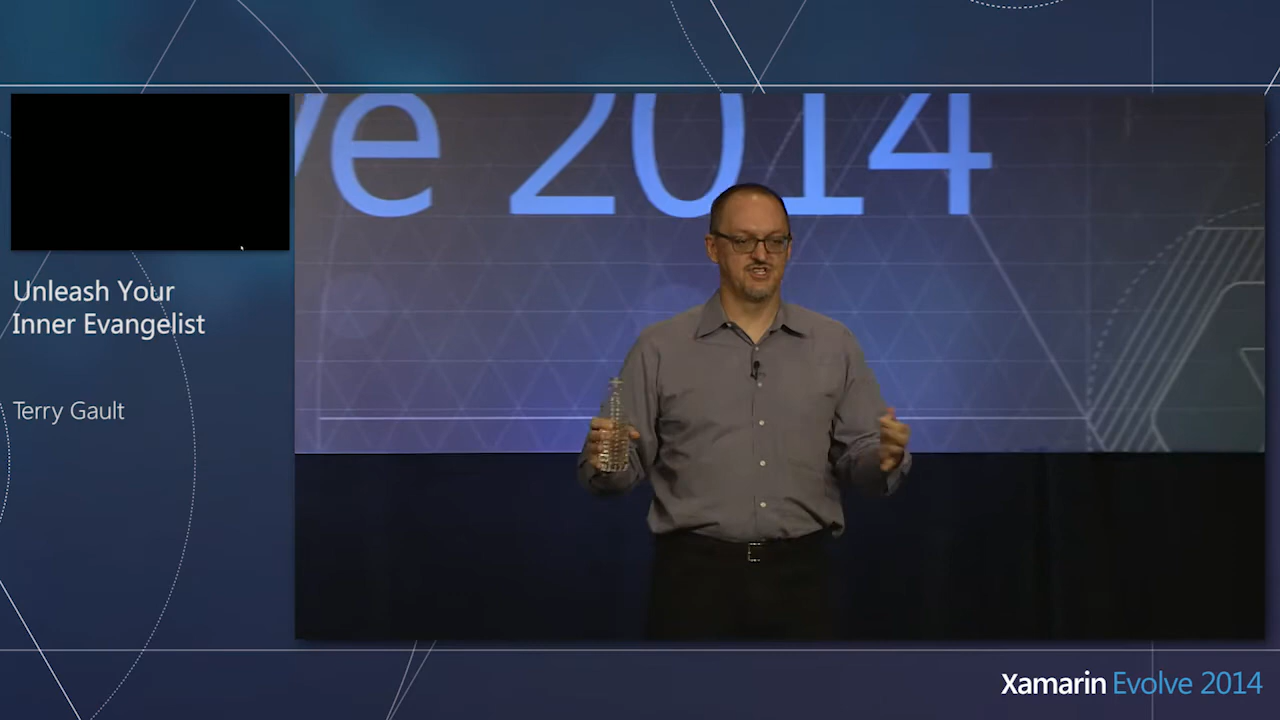 ve 2014
Unleash Your
Inner Evangelist
Terry Gault
Xamarin Evolve 2014